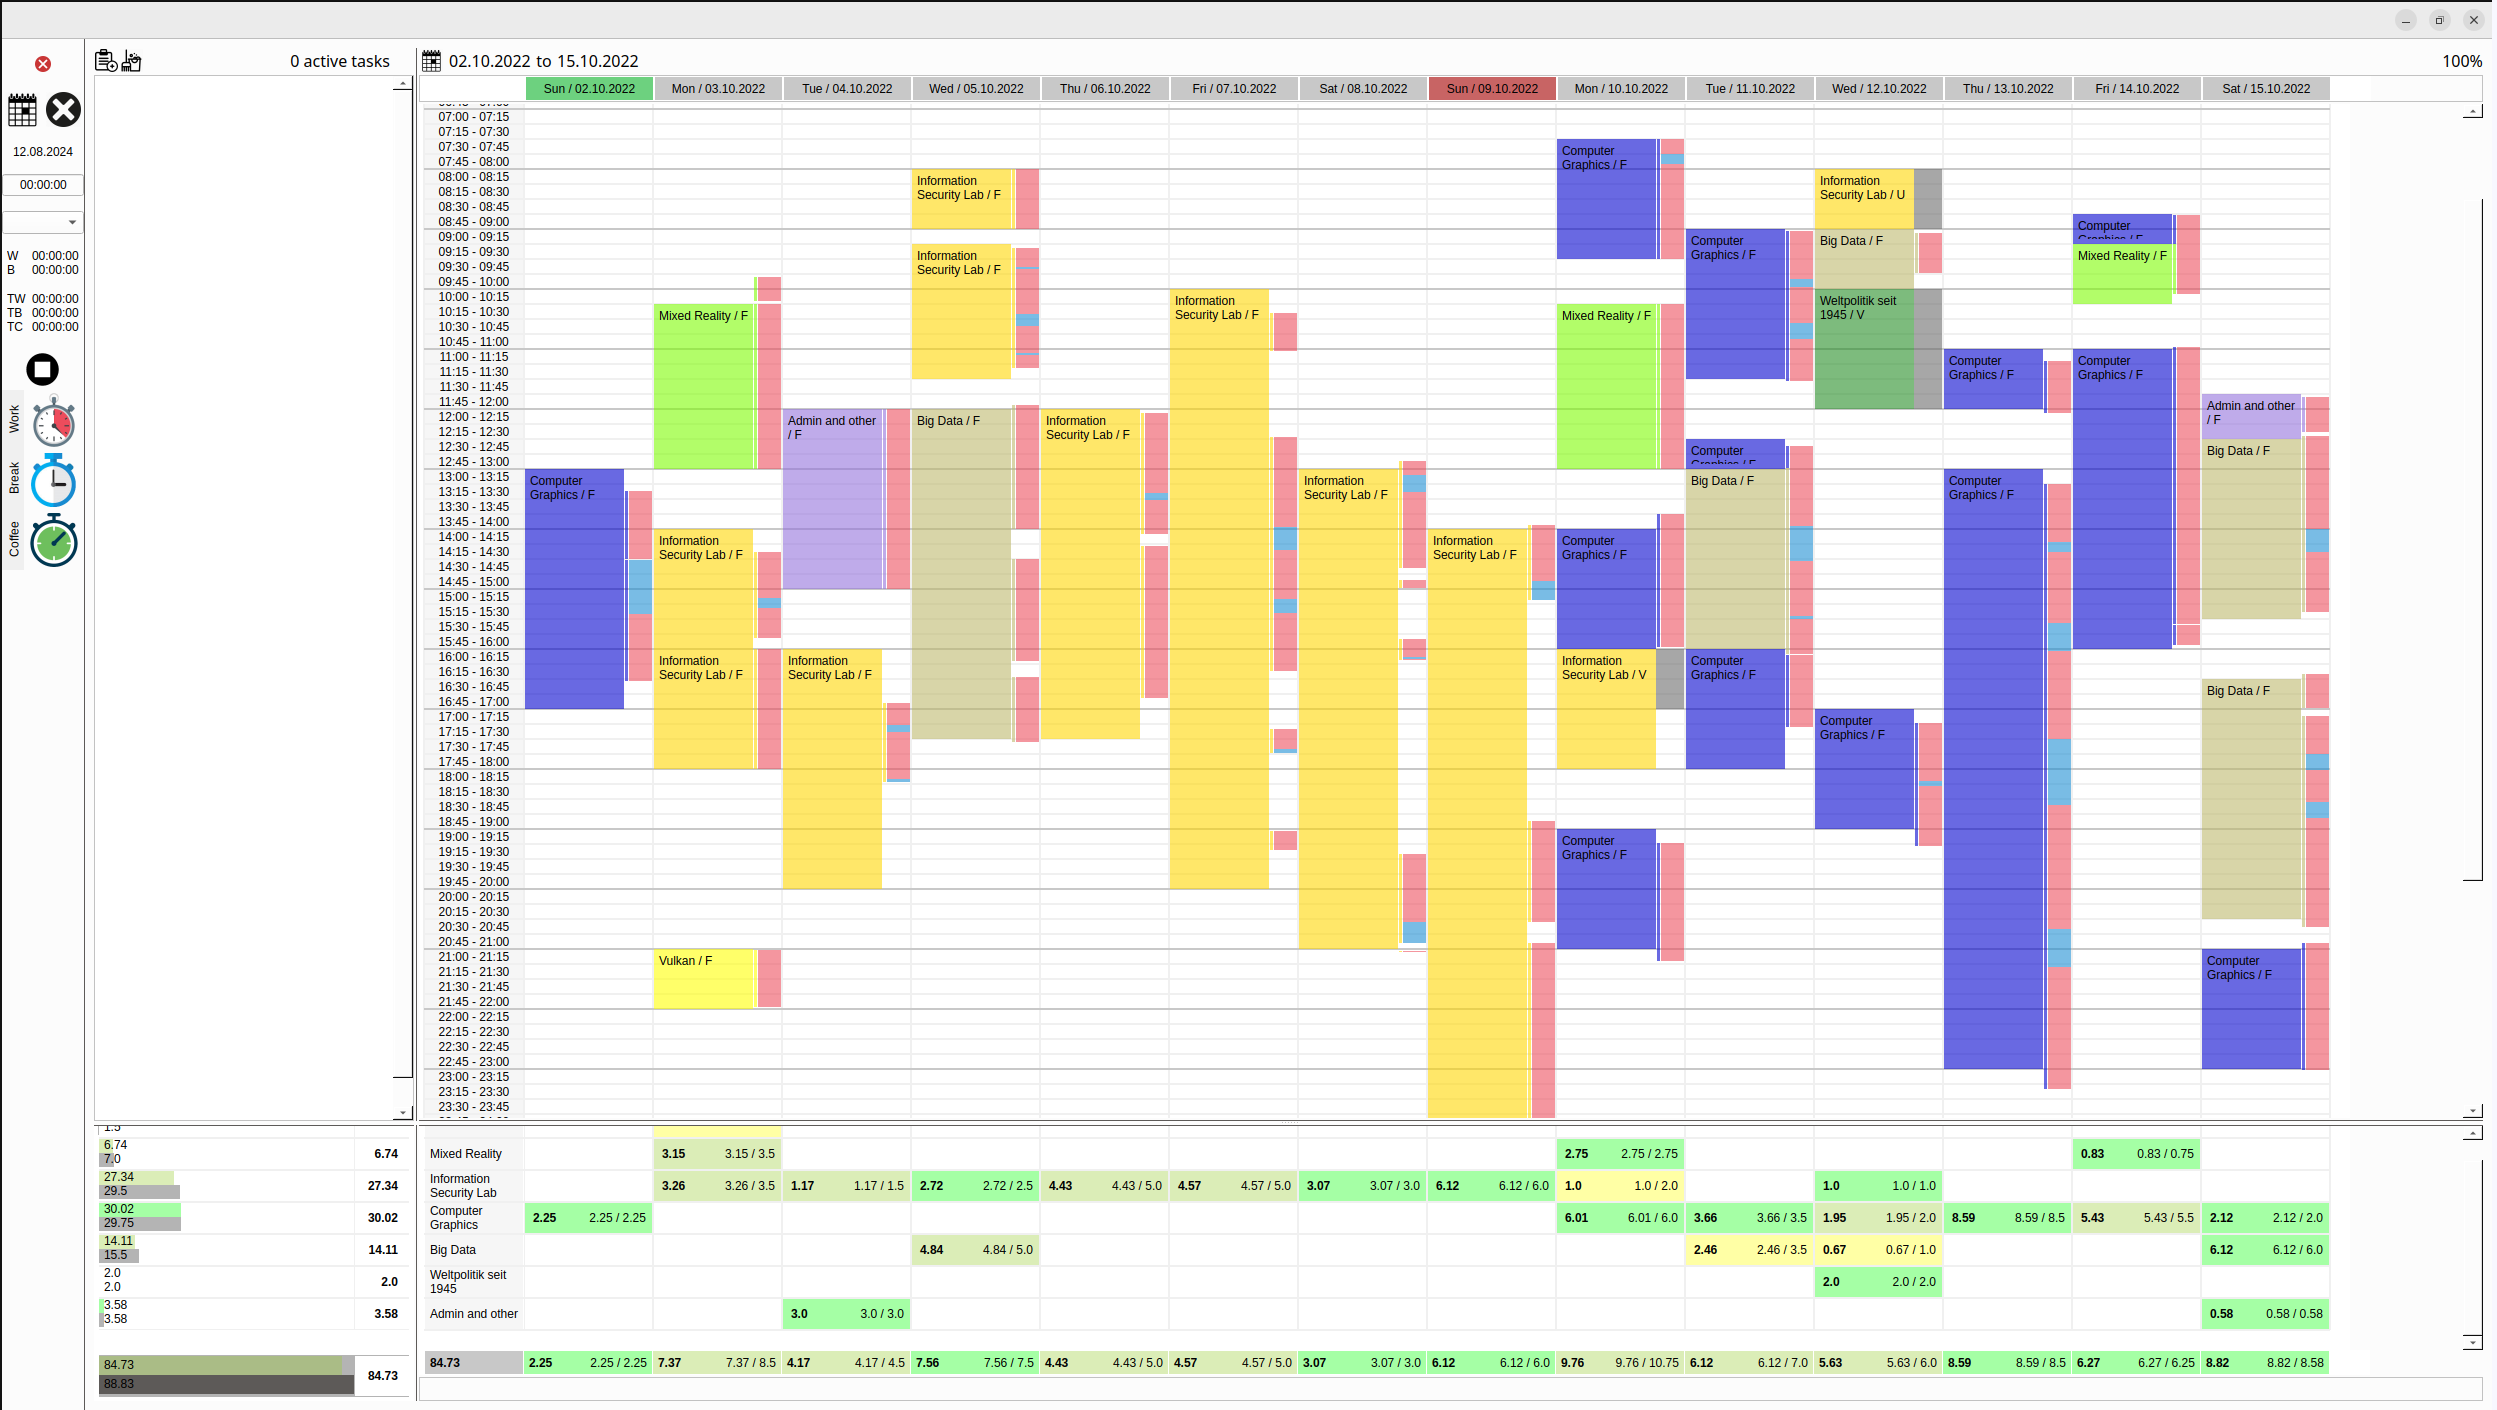 0 active tasks
02.10.2022 to 15.10.2022
100%
12.08.2024
00:00:00
W 00:00:00
B 00:00:00
TW 00:00:00
TB 00:00:00
TC 00:00:00
Work
Break
Coffee
Sun / 02.10.2022 Mon / 03.10.2022 Tue / 04.10.2022 Wed / 05.10.2022 Thu / 06.10.2022 Fri / 07.10.2022 Sat / 08.10.2022 Sun / 09.10.2022 Mon / 10.10.2022 Tue / 11.10.2022 Wed / 12.10.2022 Thu / 13.10.2022 Fri / 14.10.2022 Sat / 15.10.2022
07:00 - 07:15
07:15 - 07:30
07:30 - 07:45
07:45 - 08:00
08:00 - 08:15
08:15 - 08:30
08:30 - 08:45
08:45 - 09:00
09:00 - 09:15
09:15 - 09:30
09:30 - 09:45
09:45 - 10:00
10:00 - 10:15
10:15 - 10:30
10:30 - 10:45
10:45 - 11:00
11:00 - 11:15
11:15 - 11:30
11:30 - 11:45
11:45 - 12:00
12:00 - 12:15
12:15 - 12:30
12:30 - 12:45
12:45 - 13:00
13:00 - 13:15
13:15 - 13:30
13:30 - 13:45
13:45 - 14:00
14:00 - 14:15
14:15 - 14:30
14:30 - 14:45
14:45 - 15:00
15:00 - 15:15
15:15 - 15:30
15:30 - 15:45
15:45 - 16:00
16:00 - 16:15
16:15 - 16:30
16:30 - 16:45
16:45 - 17:00
17:00 - 17:15
17:15 - 17:30
17:30 - 17:45
17:45 - 18:00
18:00 - 18:15
18:15 - 18:30
18:30 - 18:45
18:45 - 19:00
19:00 - 19:15
19:15 - 19:30
19:30 - 19:45
19:45 - 20:00
20:00 - 20:15
20:15 - 20:30
20:30 - 20:45
20:45 - 21:00
21:00 - 21:15
21:15 - 21:30
21:30 - 21:45
21:45 - 22:00
22:00 - 22:15
22:15 - 22:30
22:30 - 22:45
22:45 - 23:00
23:00 - 23:15
23:15 - 23:30
23:30 - 23:45
Computer
Graphics / F
Mixed Reality / F
Information
Security Lab / F
Information
Security Lab / F
Vulkan / F
Admin and other
/ F
Information
Security Lab / F
Information
Security Lab / F
Information
Security Lab / F
Big Data / F
Information
Security Lab / F
Information
Security Lab / F
Information
Security Lab / F
Information
Security Lab / F
Computer
Graphics / F
Mixed Reality / F
Computer
Graphics / F
Information
Security Lab / V
Computer
Graphics / F
Computer
Graphics / F
Computer
Graphics / F
Big Data / F
Computer
Graphics / F
Information
Security Lab / U
Big Data / F
Weltpolitik seit
1945 / V
Computer
Graphics / F
Computer
Graphics / F
Computer
Graphics / F
Computer
Graphics / F
Mixed Reality / F
Computer
Graphics / F
Admin and other
/ F
Big Data / F
Big Data / F
Computer
Graphics / F
1.5
6.74
7.0
6.74
27.34
29.5
27.34
30.02
29.75
30.02
14.11
15.5
14.11
2.0
2.0
2.0
3.58
3.58
3.58
84.73
88.83
84.73
Mixed Reality 3.15 3.15 / 3.5 2.75 2.75 / 2.75 0.83 0.83 / 0.75
Information
Security Lab 3.26 3.26 / 3.5 1.17 1.17 / 1.5 2.72 2.72 / 2.5 4.43 4.43 / 5.0 4.57 4.57 / 5.0 3.07 3.07 / 3.0 6.12 6.12 / 6.0 1.0 1.0 / 2.0 1.0 1.0 / 1.0
Computer
Graphics 2.25 2.25 / 2.25 6.01 6.01 / 6.0 3.66 3.66 / 3.5 1.95 1.95 / 2.0 8.59 8.59 / 8.5 5.43 5.43 / 5.5 2.12 2.12 / 2.0
Big Data 4.84 4.84 / 5.0 2.46 2.46 / 3.5 0.67 0.67 / 1.0 6.12 6.12 / 6.0
Weltpolitik seit
1945 2.0 2.0 / 2.0
Admin and other 3.0 3.0 / 3.0 0.58 0.58 / 0.58
84.73 2.25 2.25 / 2.25 7.37 7.37 / 8.5 4.17 4.17 / 4.5 7.56 7.56 / 7.5 4.43 4.43 / 5.0 4.57 4.57 / 5.0 3.07 3.07 / 3.0 6.12 6.12 / 6.0 9.76 9.76 / 10.75 6.12 6.12 / 7.0 5.63 5.63 / 6.0 8.59 8.59 / 8.5 6.27 6.27 / 6.25 8.82 8.82 / 8.58